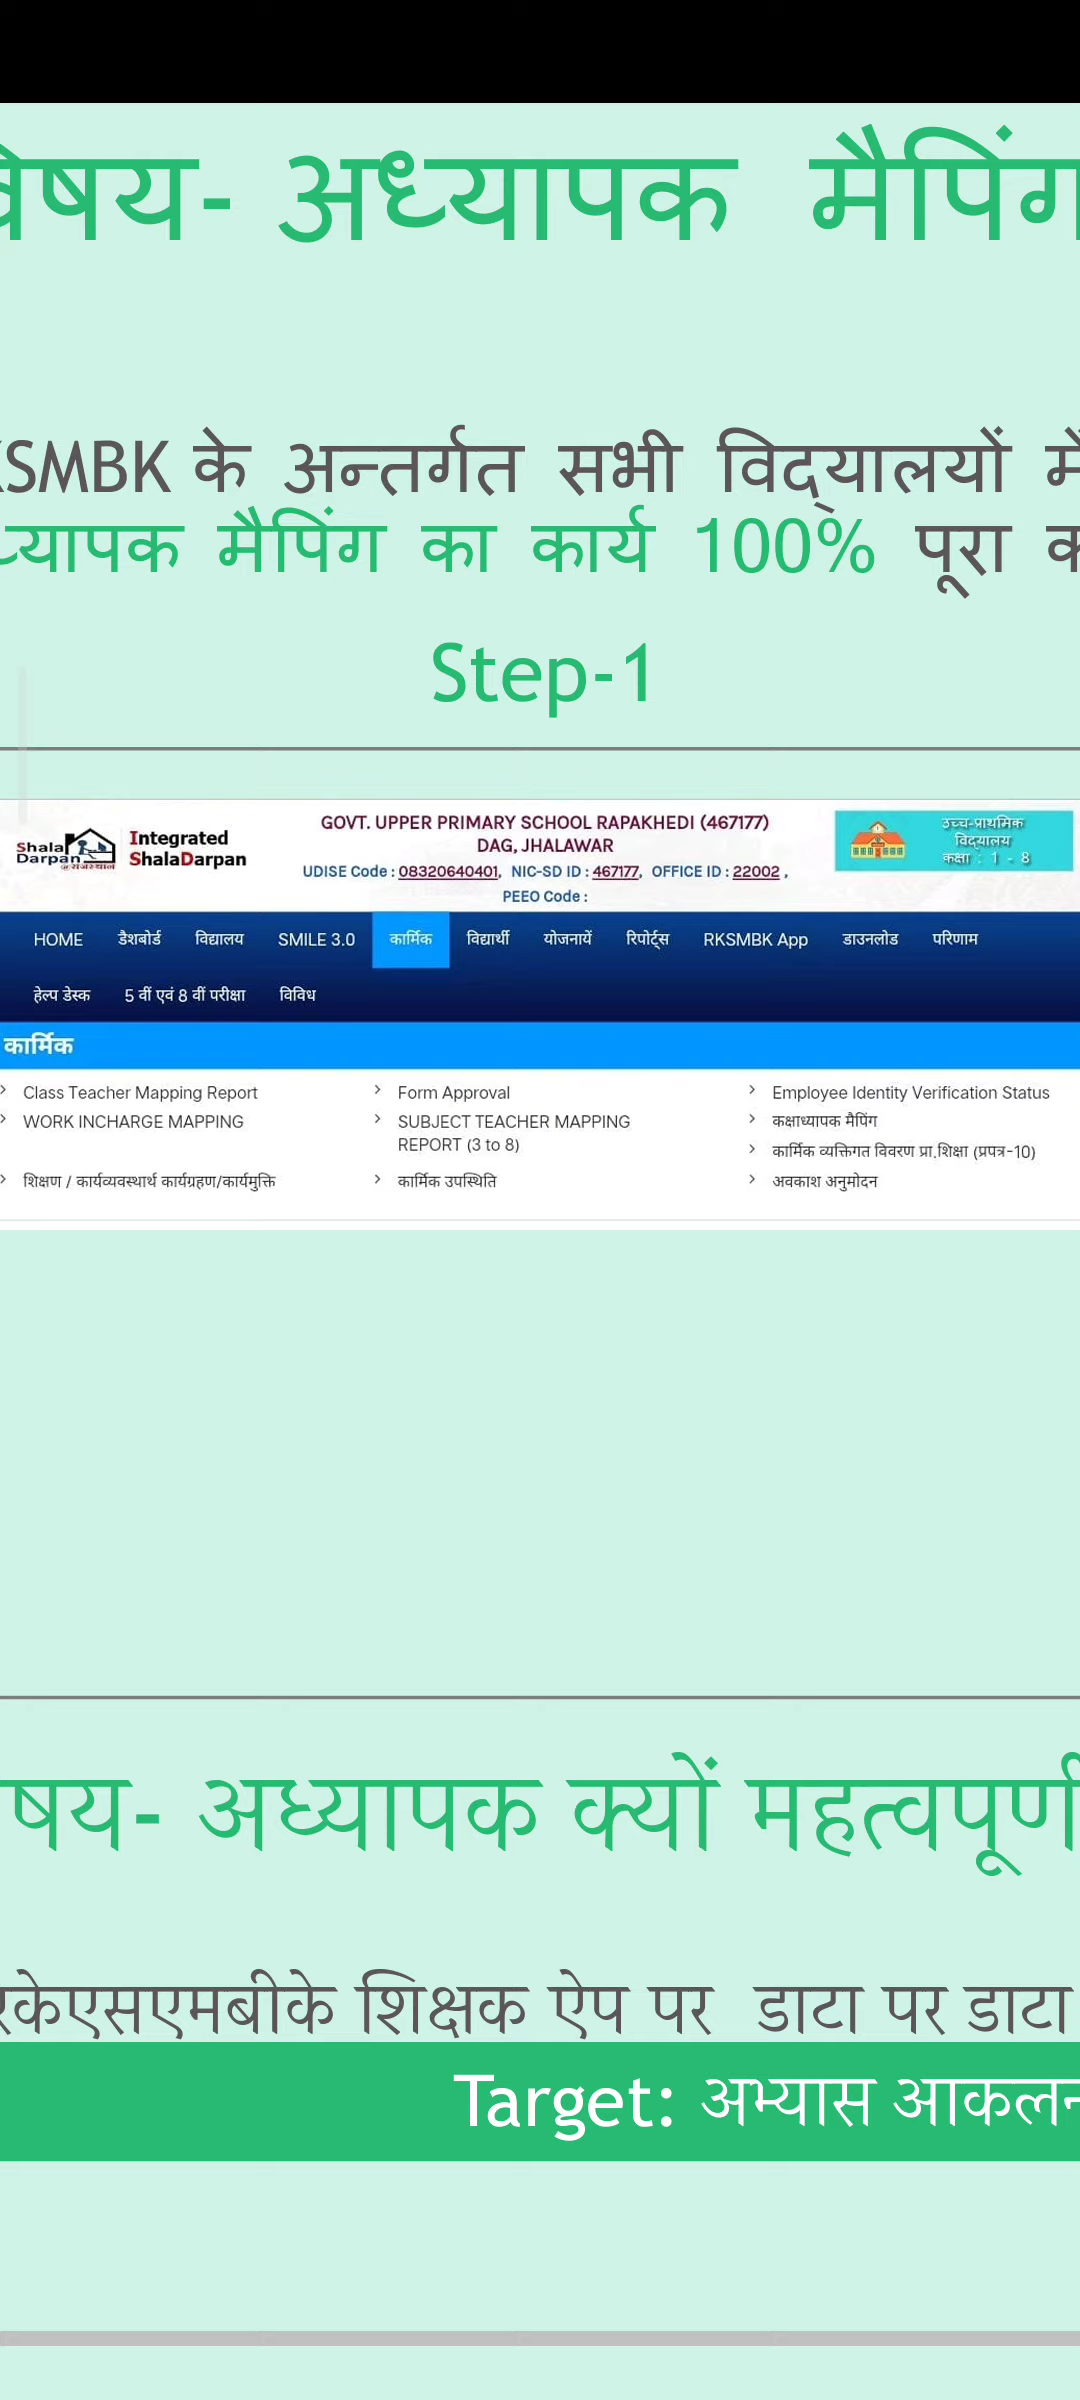 विषय- अध्यापक मैपिंग
RKSMBK के अन्तर्गत सभी विद्यालयों में
अध्यापक मैपिंग का कार्य 100% पूरा
Step-1
Shala Darpan राजस्थान
Integrated
ShalaDarpan
GOVT. UPPER PRIMARY SCHOOL RAPAKHEDI (467177)
DAG, JHALAWAR
UDISE Code : 08320640401, NIC-SD ID : 467177, OFFICE ID : 22002 ,
PEEO Code :
उच्च-प्राथमिक
विद्यालय
कक्षा : 1 - 8
HOME डैशबोर्ड विद्यालय SMILE 3.0 कार्मिक विद्यार्थी योजनायें रिपोर्ट्स RKSMBK App डाउनलोड परिणाम
हेल्प डेस्क 5 वीं एवं 8 वीं परीक्षा विविध
कार्मिक
Class Teacher Mapping Report
Form Approval
Employee Identity Verification Status
WORK INCHARGE MAPPING
SUBJECT TEACHER MAPPING
REPORT (3 to 8)
कक्षाध्यापक मैपिंग
कार्मिक व्यक्तिगत विवरण प्रा.शिक्षा (प्रपत्र-10)
शिक्षण / कार्यव्यवस्थार्थ कार्यग्रहण/कार्यमुक्ति
कार्मिक उपस्थिति
अवकाश अनुमोदन
विषय- अध्यापक क्यों महत्वपूर्ण
आरकेएसएमबीके शिक्षक ऐप पर डाटा पर डाटा
Target: अभ्यास आकलन